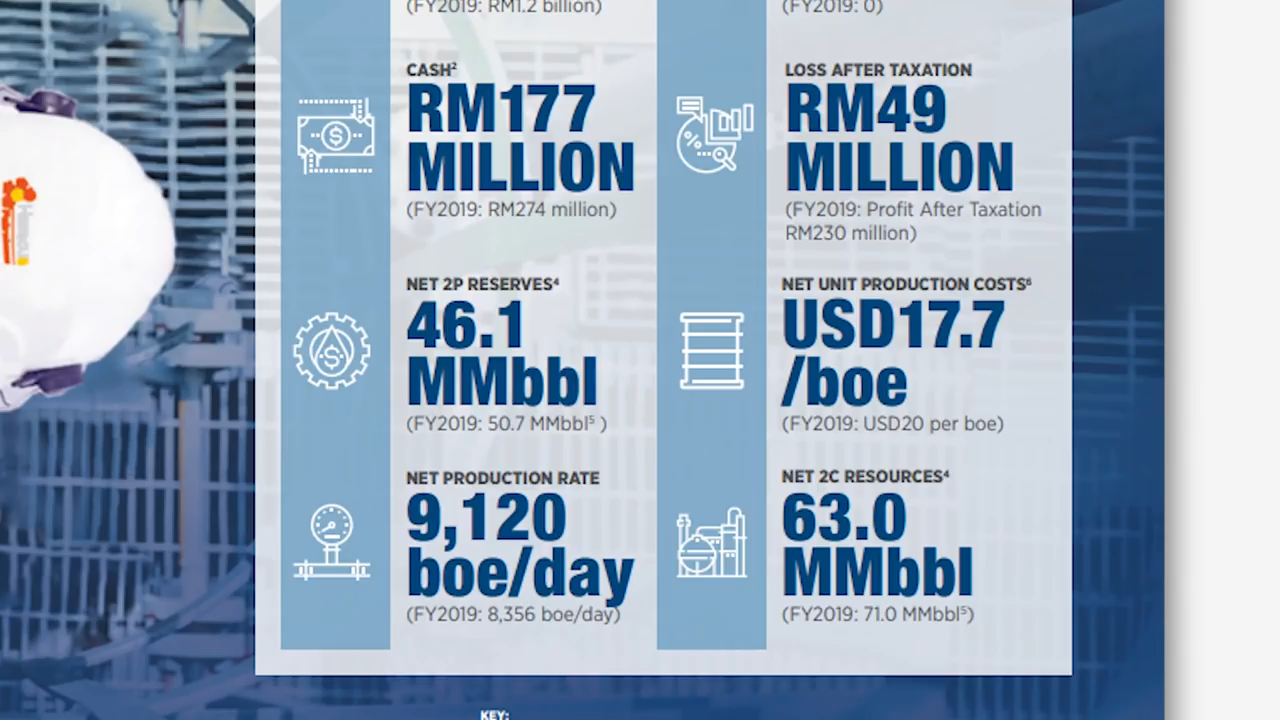 (FY2019: RM1.2 billion)
(FY2019: 0)
CASH²
RM177
MILLION
(FY2019: RM274 million)
LOSS AFTER TAXATION
RM49
MILLION
(FY2019: Profit After Taxation
RM230 million)
NET 2P RESERVES⁴
46.1
MMbbl
(FY2019: 50.7 MMbbl⁵ )
NET UNIT PRODUCTION COSTS⁶
USD17.7
/boe
(FY2019: USD20 per boe)
NET PRODUCTION RATE
9,120
boe/day
(FY2019: 8,356 boe/day)
NET 2C RESOURCES⁴
63.0
MMbbl
(FY2019: 71.0 MMbbl⁵)
KEY: